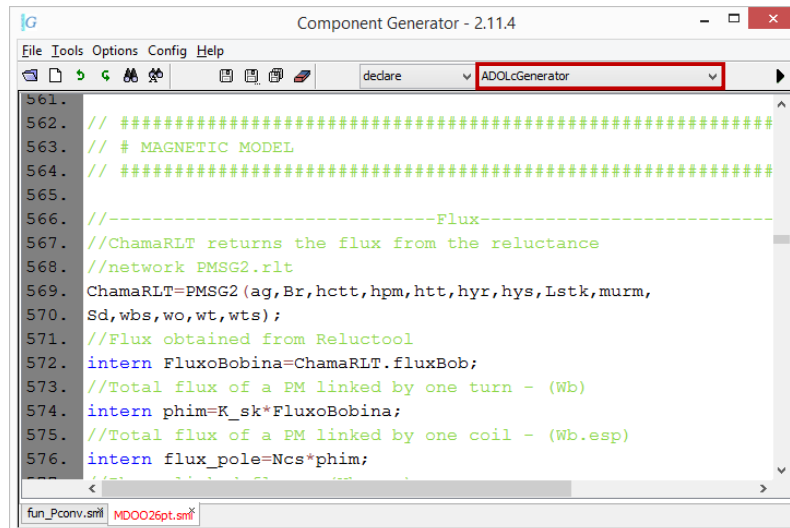 G Component Generator - 2.11.4
File Tools Options Config Help
declare ADOLcGenerator
561.
562. // ############################################################
563. // # MAGNETIC MODEL
564. // ############################################################
565.
566. //------------------------------Flux---------------------------
567. //ChamaRLT returns the flux from the reluctance
568. //network PMSG2.rlt
569. ChamaRLT=PMSG2(ag,Br,hctt,hpm,htt,hyr,hys,Lstk,murm,
570. Sd,wbs,wo,wt,wts);
571. //Flux obtained from Reluctool
572. intern FluxoBobina=ChamaRLT.fluxBob;
573. //Total flux of a PM linked by one turn - (Wb)
574. intern phim=K_sk*FluxoBobina;
575. //Total flux of a PM linked by one coil - (Wb.esp)
576. intern flux_pole=Ncs*phim;
fun_Pconv.sml MDOO26pt.sml